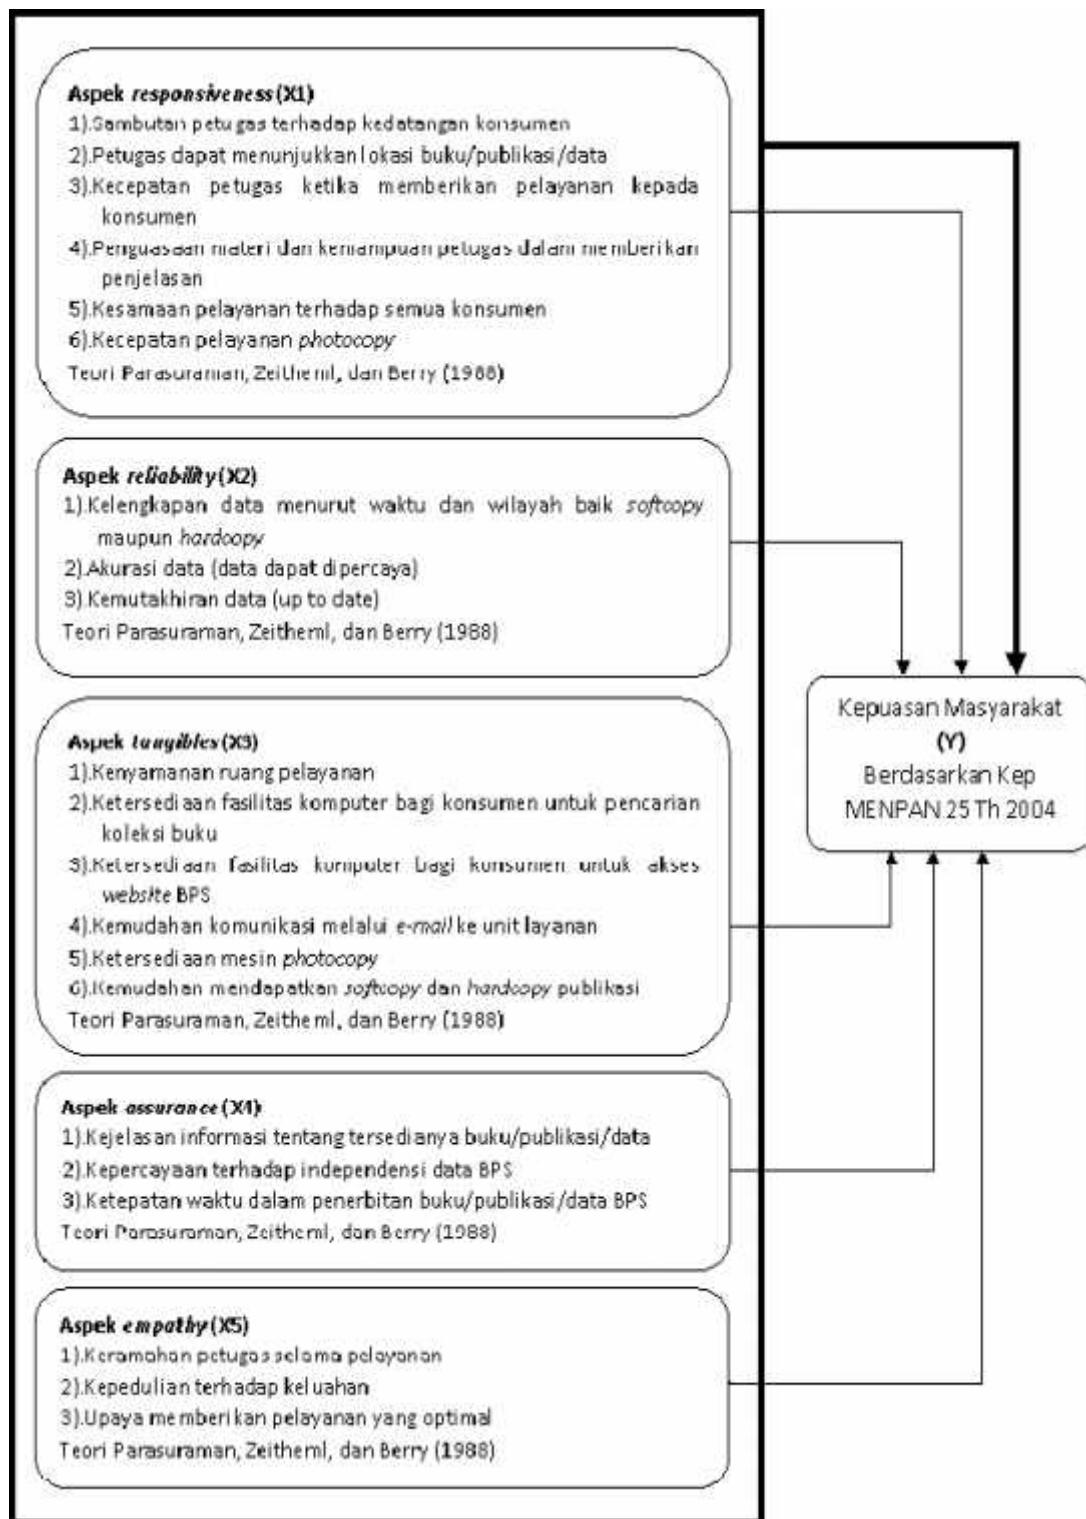 Aspek responsiveness (X1)
1).Sambutan petugas terhadap kedatangan konsumen
2).Petugas dapat menunjukkan lokasi buku/publikasi/data
3).Kecepatan petugas ketika memberikan pelayanan kepada
konsumen
4).Penguasaan materi dan kemampuan petugas dalam memberikan
penjelasan
5).Kesamaan pelayanan terhadap semua konsumen
6).Kecepatan pelayanan photocopy
Teori Parasuraman, Zeitheml, dan Berry (1988)
Aspek reliability (X2)
1).Kelengkapan data menurut waktu dan wilayah baik softcopy
maupun hardcopy
2).Akurasi data (data dapat dipercaya)
3).Kemutakhiran data (up to date)
Teori Parasuraman, Zeitheml, dan Berry (1988)
Aspek tangibles (X3)
1).Kenyamanan ruang pelayanan
2).Ketersediaan fasilitas komputer bagi konsumen untuk pencarian
koleksi buku
3).Ketersediaan fasilitas komputer bagi konsumen untuk akses
website BPS
4).Kemudahan komunikasi melalui e-mail ke unit layanan
5).Ketersediaan mesin photocopy
6).Kemudahan mendapatkan softcopy dan hardcopy publikasi
Teori Parasuraman, Zeitheml, dan Berry (1988)
Aspek assurance (X4)
1).Kejelasan informasi tentang tersedianya buku/publikasi/data
2).Kepercayaan terhadap independensi data BPS
3).Ketepatan waktu dalam penerbitan buku/publikasi/data BPS
Teori Parasuraman, Zeitheml, dan Berry (1988)
Aspek empathy (X5)
1).Keramahan petugas selama pelayanan
2).Kepedulian terhadap keluahan
3).Upaya memberikan pelayanan yang optimal
Teori Parasuraman, Zeitheml, dan Berry (1988)
Kepuasan Masyarakat
(Y)
Berdasarkan Kep
MENPAN 25 Th 2004